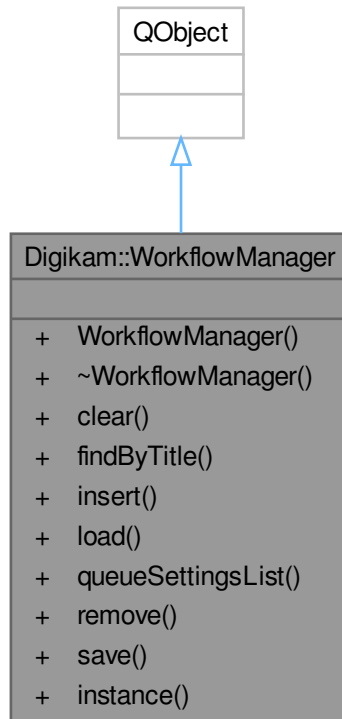 QObject
Digikam::WorkflowManager
+ WorkflowManager()
+ ~WorkflowManager()
+ clear()
+ findByTitle()
+ insert()
+ load()
+ queueSettingsList()
+ remove()
+ save()
+ instance()